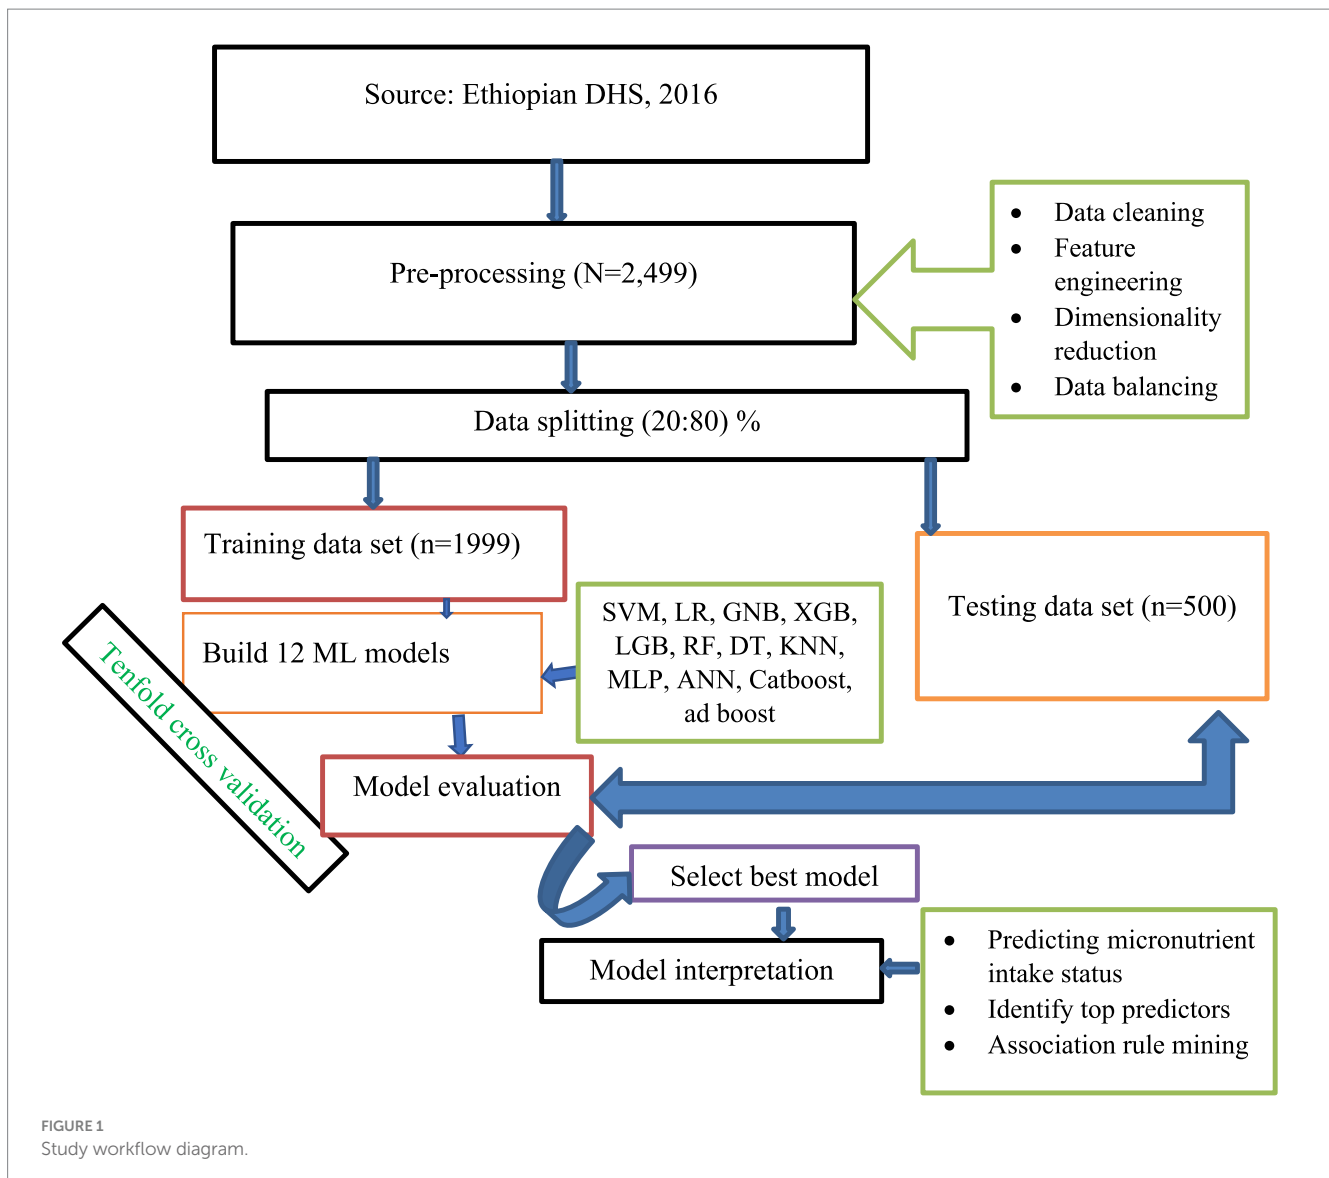 Source: Ethiopian DHS, 2016
Pre-processing (N=2,499)
• Data cleaning
• Feature
engineering
• Dimensionality
reduction
• Data balancing
Data splitting (20:80) %
Training data set (n=1999)
Testing data set (n=500)
Build 12 ML models
SVM, LR, GNB, XGB,
LGB, RF, DT, KNN,
MLP, ANN, Catboost,
ad boost
Tenfold cross validation
Model evaluation
Select best model
Model interpretation
• Predicting micronutrient
intake status
• Identify top predictors
• Association rule mining
FIGURE 1
Study workflow diagram.